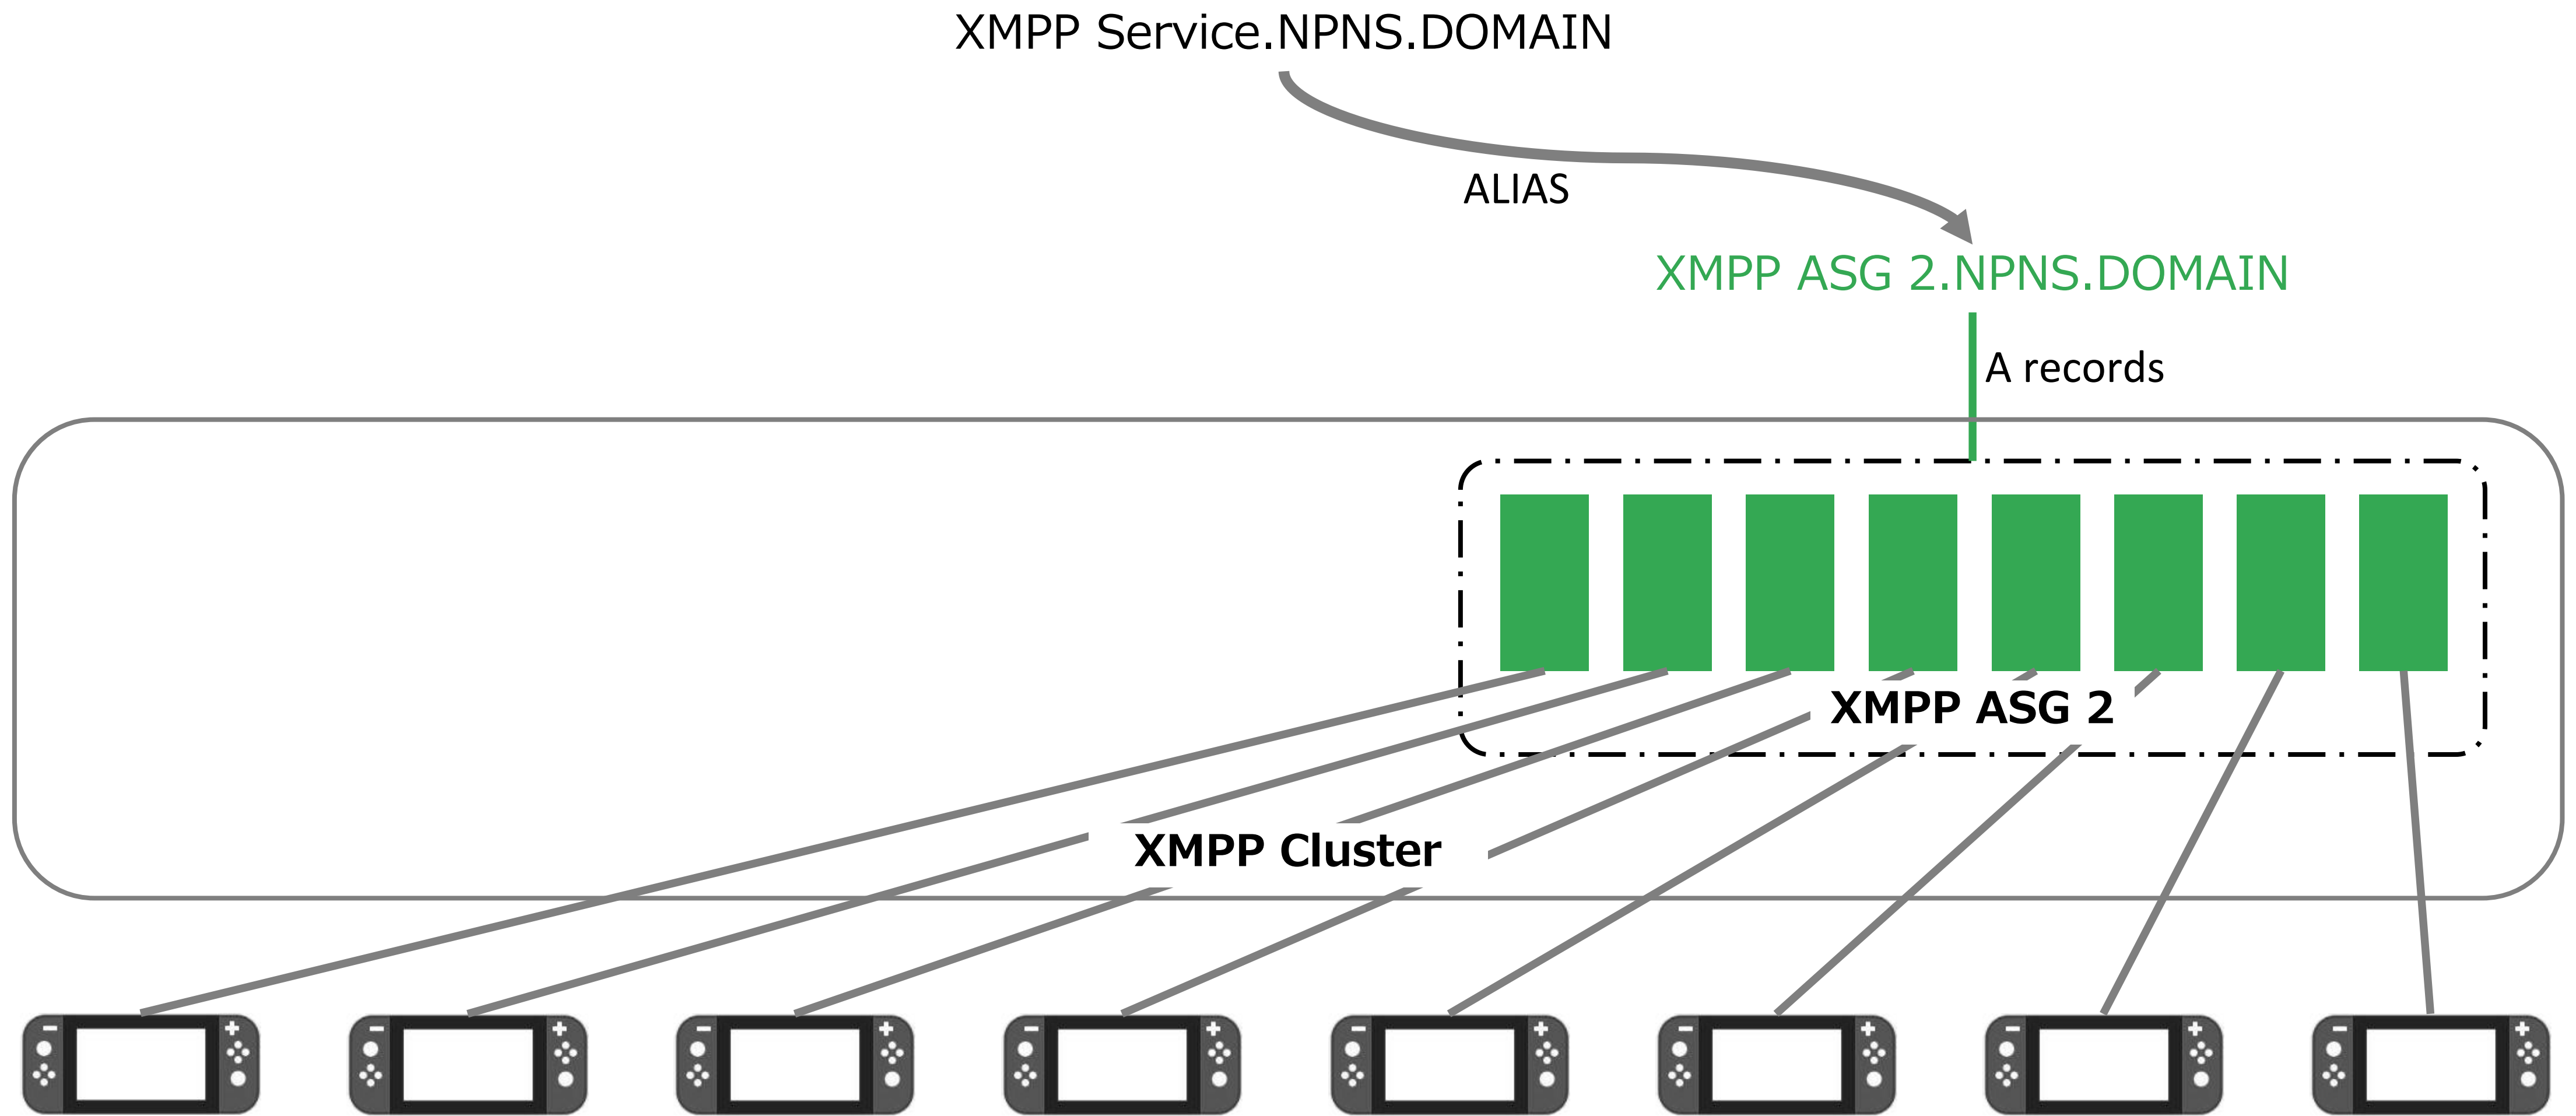 XMPP Service.NPNS.DOMAIN
ALIAS
XMPP ASG 2.NPNS.DOMAIN
A records
XMPP ASG 2
XMPP Cluster